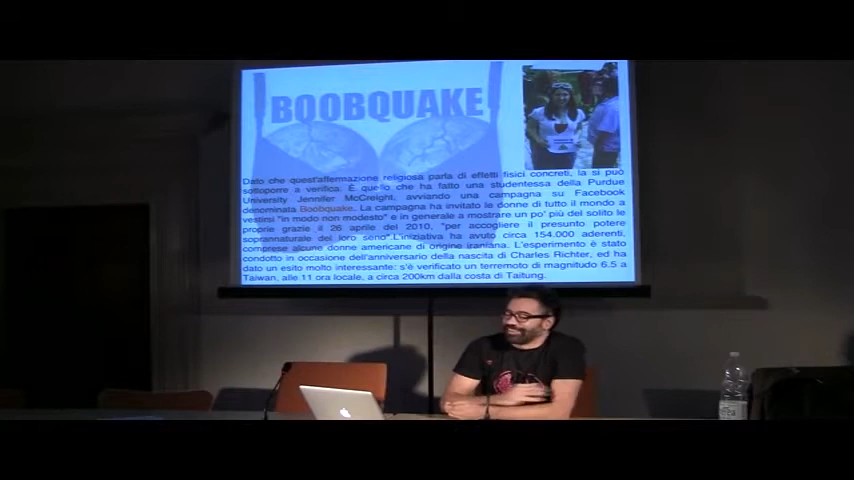 BOOBQUAKE
Dato che quest'affermazione religiosa parla di effetti fisici concreti, la si può
sottoporre a verifica. È quello che ha fatto una studentessa della Purdue
University Jennifer McCreight, avviando una campagna su Facebook
denominata Boobquake. La campagna ha invitato le donne di tutto il mondo a
vestirsi "in modo non modesto" e in generale a mostrare un po' più del solito le
proprie grazie il 26 aprile del 2010, "per accogliere il presunto potere
soprannaturale del loro seno".L'iniziativa ha avuto circa 154.000 aderenti,
comprese alcune donne americane di origine iraniana. L'esperimento è stato
condotto in occasione dell'anniversario della nascita di Charles Richter, ed ha
dato un esito molto interessante: s'è verificato un terremoto di magnitudo 6.5 a
Taiwan, alle 11 ora locale, a circa 200km dalla costa di Taitung.